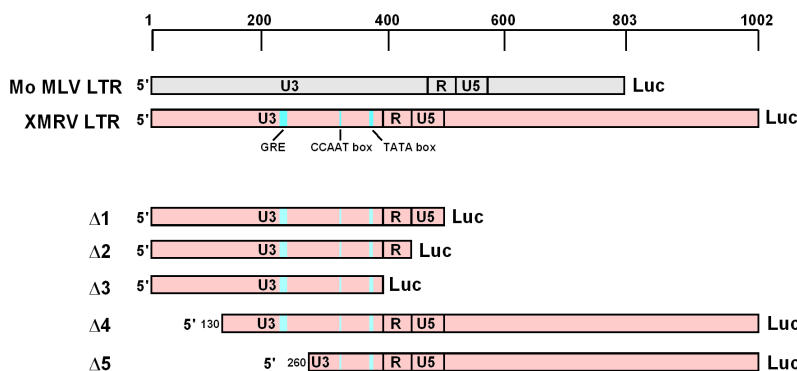 1 200 400 600 803 1002
Mo MLV LTR 5' U3 R U5 Luc
XMRV LTR 5' U3 R U5 Luc
GRE CCAAT box TATA box
Δ1 5' U3 R U5 Luc
Δ2 5' U3 R Luc
Δ3 5' U3 Luc
Δ4 5' 130 U3 R U5 Luc
Δ5 5' 260 U3 R U5 Luc